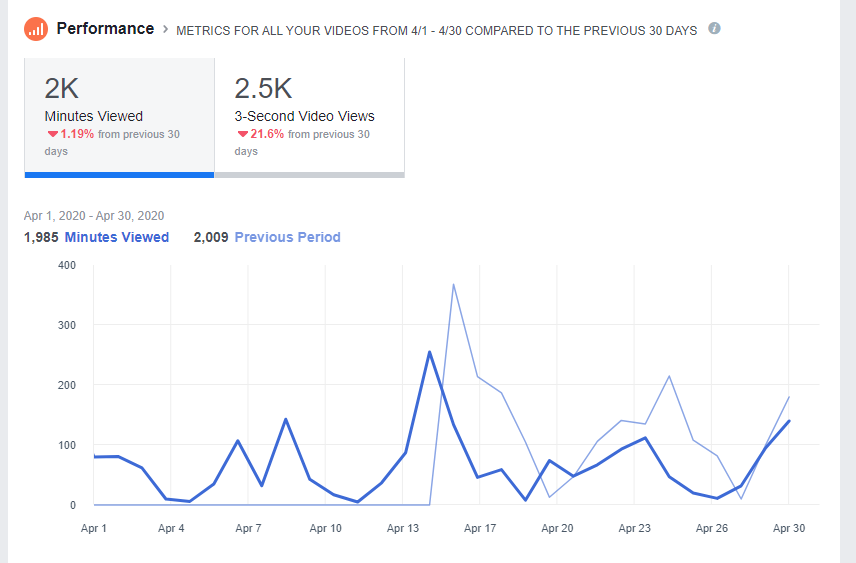 Performance › METRICS FOR ALL YOUR VIDEOS FROM 4/1 - 4/30 COMPARED TO THE PREVIOUS 30 DAYS i
2K
Minutes Viewed
1.19% from previous 30
days
2.5K
3-Second Video Views
21.6% from previous 30
days
Apr 1, 2020 - Apr 30, 2020
1,985 Minutes Viewed 2,009 Previous Period
400
300
200
100
0
Apr 1 Apr 4 Apr 7 Apr 10 Apr 13 Apr 17 Apr 20 Apr 23 Apr 26 Apr 30